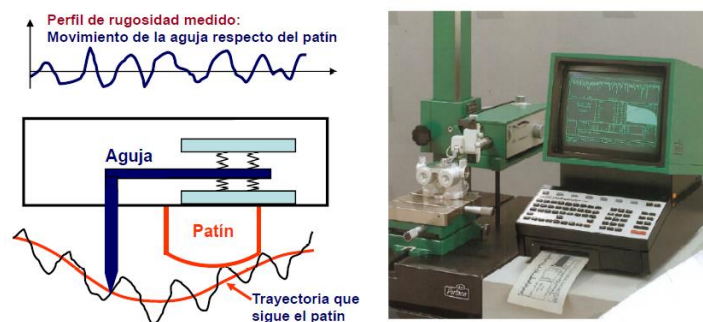 Perfil de rugosidad medido:
Movimiento de la aguja respecto del patín
Aguja
Patín
Trayectoria que
sigue el patín